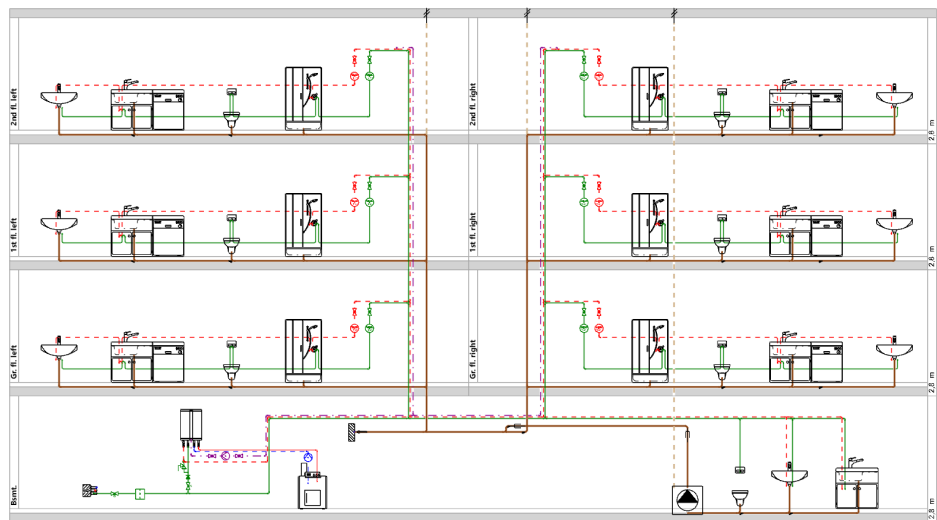 2nd fl. left
2nd fl. right
2.8 m
1st fl. left
1st fl. right
2.8 m
Gr. fl. left
Gr. fl. right
2.8 m
Bsmt.
2.8 m